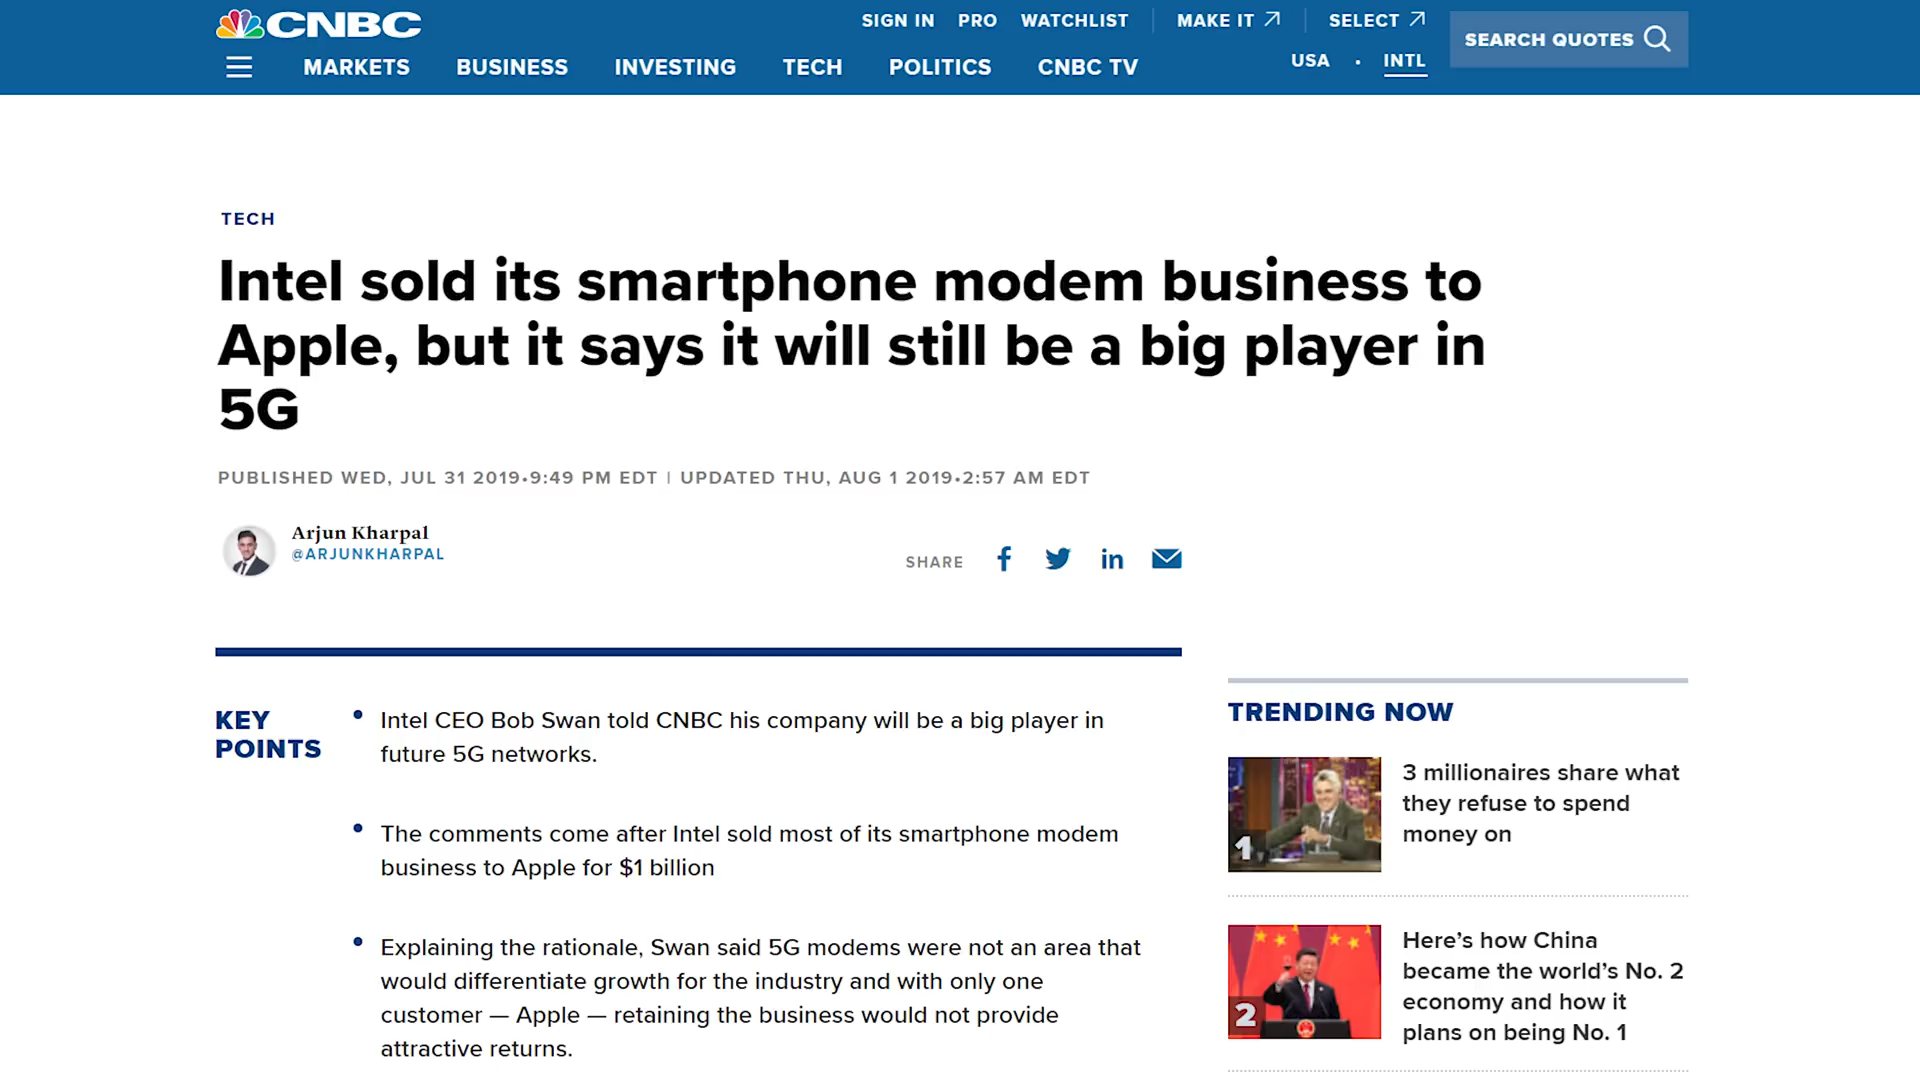 CNBC
SIGN IN PRO WATCHLIST MAKE IT SELECT
SEARCH QUOTES
USA · INTL
MARKETS BUSINESS INVESTING TECH POLITICS CNBC TV
TECH
Intel sold its smartphone modem business to
Apple, but it says it will still be a big player in
5G
PUBLISHED WED, JUL 31 2019•9:49 PM EDT | UPDATED THU, AUG 1 2019•2:57 AM EDT
Arjun Kharpal
@ARJUNKHARPAL
SHARE
KEY
POINTS
• Intel CEO Bob Swan told CNBC his company will be a big player in
future 5G networks.
• The comments come after Intel sold most of its smartphone modem
business to Apple for $1 billion
• Explaining the rationale, Swan said 5G modems were not an area that
would differentiate growth for the industry and with only one
customer — Apple — retaining the business would not provide
attractive returns.
TRENDING NOW
1
3 millionaires share what
they refuse to spend
money on
2
Here’s how China
became the world’s No. 2
economy and how it
plans on being No. 1